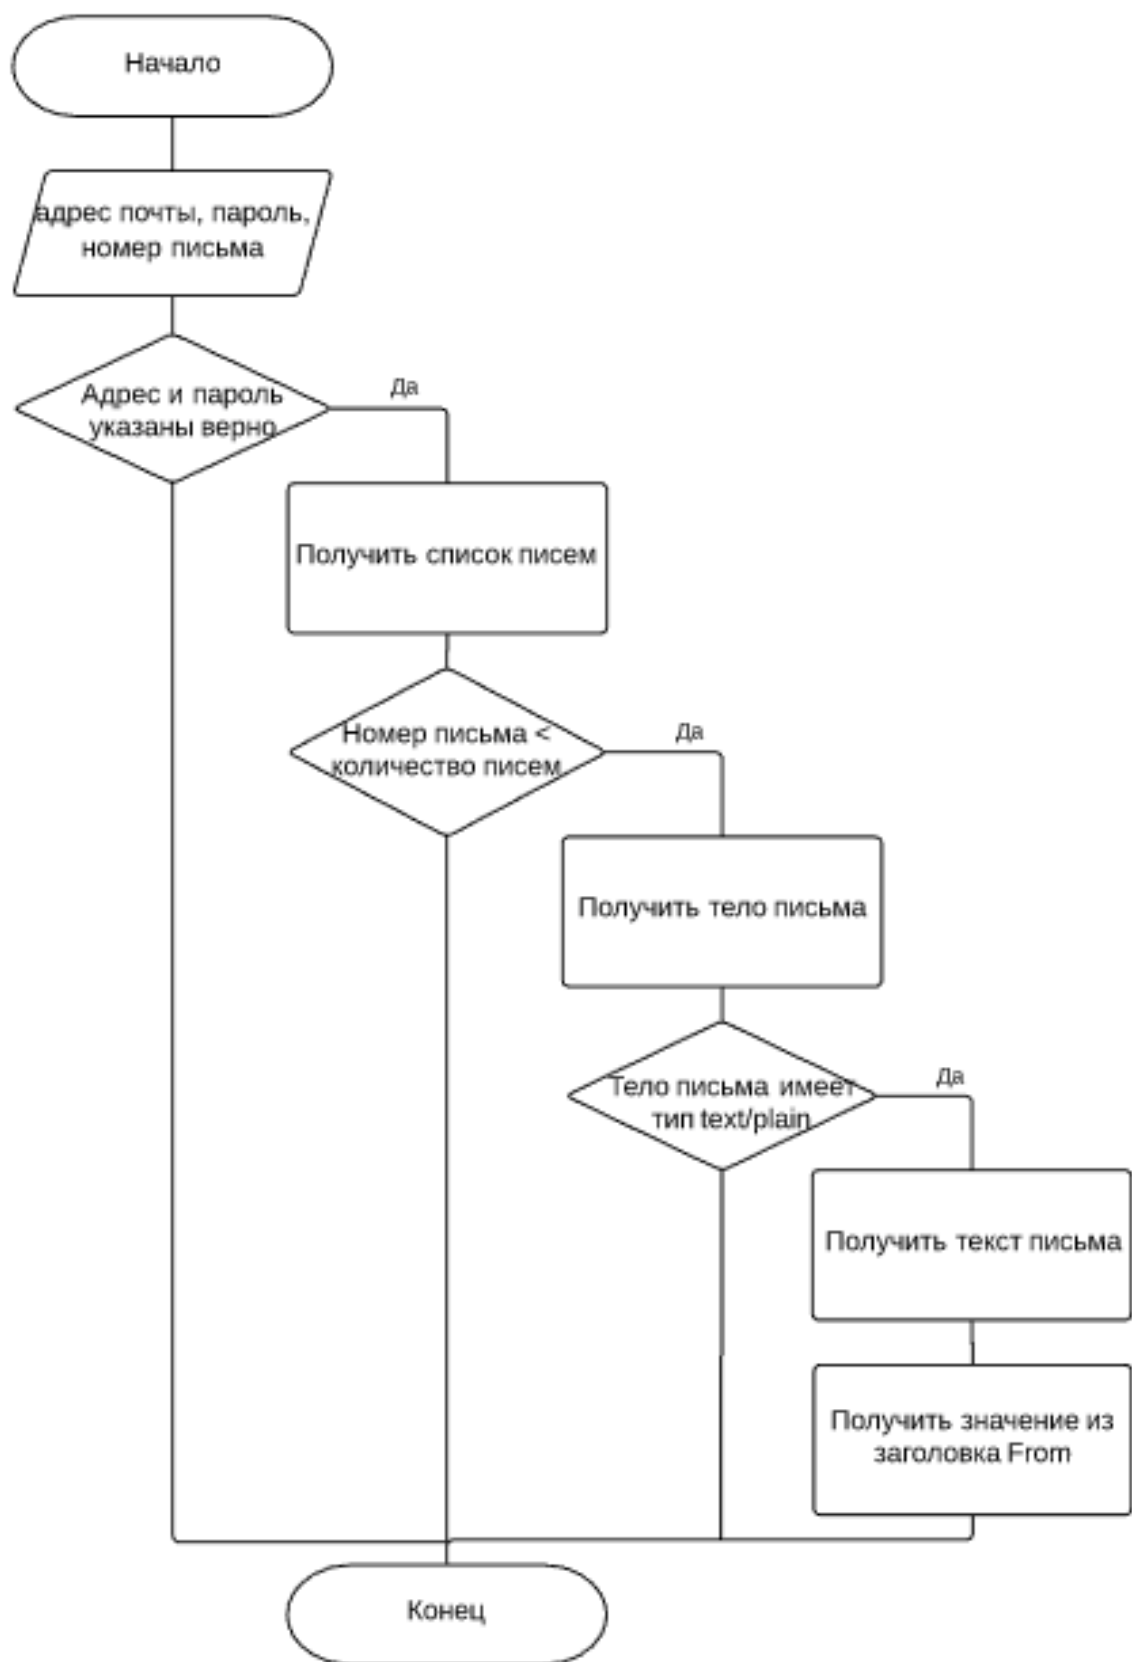 Начало
адрес почты, пароль,
номер письма
Адрес и пароль
указаны верно
Да
Получить список писем
Номер письма <
количество писем
Да
Получить тело письма
Тело письма имеет
тип text/plain
Да
Получить текст письма
Получить значение из
заголовка From
Конец